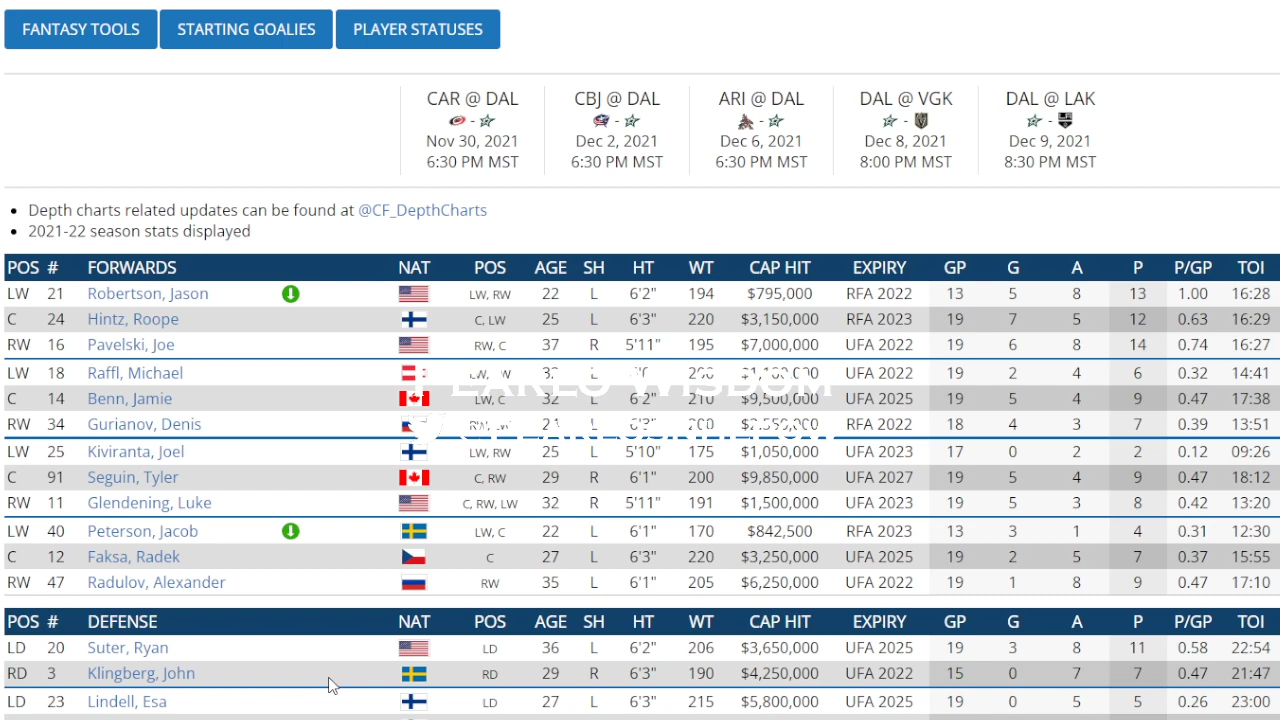 FANTASY TOOLS STARTING GOALIES PLAYER STATUSES
CAR @ DAL CBJ @ DAL ARI @ DAL DAL @ VGK DAL @ LAK
- - - - -
Nov 30, 2021 Dec 2, 2021 Dec 6, 2021 Dec 8, 2021 Dec 9, 2021
6:30 PM MST 6:30 PM MST 6:30 PM MST 8:00 PM MST 8:30 PM MST
• Depth charts related updates can be found at @CF_DepthCharts
• 2021-22 season stats displayed
POS # FORWARDS NAT POS AGE SH HT WT CAP HIT EXPIRY GP G A P P/GP TOI
LW 21 Robertson, Jason LW, RW 22 L 6'2" 194 $795,000 RFA 2022 13 5 8 13 1.00 16:28
C 24 Hintz, Roope C, LW 25 L 6'3" 220 $3,150,000 RFA 2023 19 7 5 12 0.63 16:29
RW 16 Pavelski, Joe RW, C 37 R 5'11" 195 $7,000,000 UFA 2022 19 6 8 14 0.74 16:27
LW 18 Raffl, Michael L UFA 2022 19 2 4 6 0.32 14:41
C 14 Benn, Jamie LW, C 32 L 6'2" 210 $9,500,000 UFA 2025 19 5 4 9 0.47 17:38
RW 34 Gurianov, Denis L RFA 2022 18 4 3 7 0.39 13:51
LW 25 Kiviranta, Joel LW, RW 25 L 5'10" 175 $1,050,000 UFA 2023 17 0 2 2 0.12 09:26
C 91 Seguin, Tyler C, RW 29 R 6'1" 200 $9,850,000 UFA 2027 19 5 4 9 0.47 18:12
RW 11 Glendening, Luke C, RW, LW 32 R 5'11" 191 $1,500,000 UFA 2023 19 5 3 8 0.42 13:20
LW 40 Peterson, Jacob LW, C 22 L 6'1" 170 $842,500 RFA 2023 13 3 1 4 0.31 12:30
C 12 Faksa, Radek C 27 L 6'3" 220 $3,250,000 UFA 2025 19 2 5 7 0.37 15:55
RW 47 Radulov, Alexander RW 35 L 6'1" 205 $6,250,000 UFA 2022 19 1 8 9 0.47 17:10
POS # DEFENSE NAT POS AGE SH HT WT CAP HIT EXPIRY GP G A P P/GP TOI
LD 20 Suter, Ryan LD 36 L 6'2" 206 $3,650,000 UFA 2025 19 3 8 11 0.58 22:54
RD 3 Klingberg, John RD 29 R 6'3" 190 $4,250,000 UFA 2022 15 0 7 7 0.47 21:47
LD 23 Lindell, Esa LD 27 L 6'3" 215 $5,800,000 UFA 2025 19 0 5 5 0.26 23:00